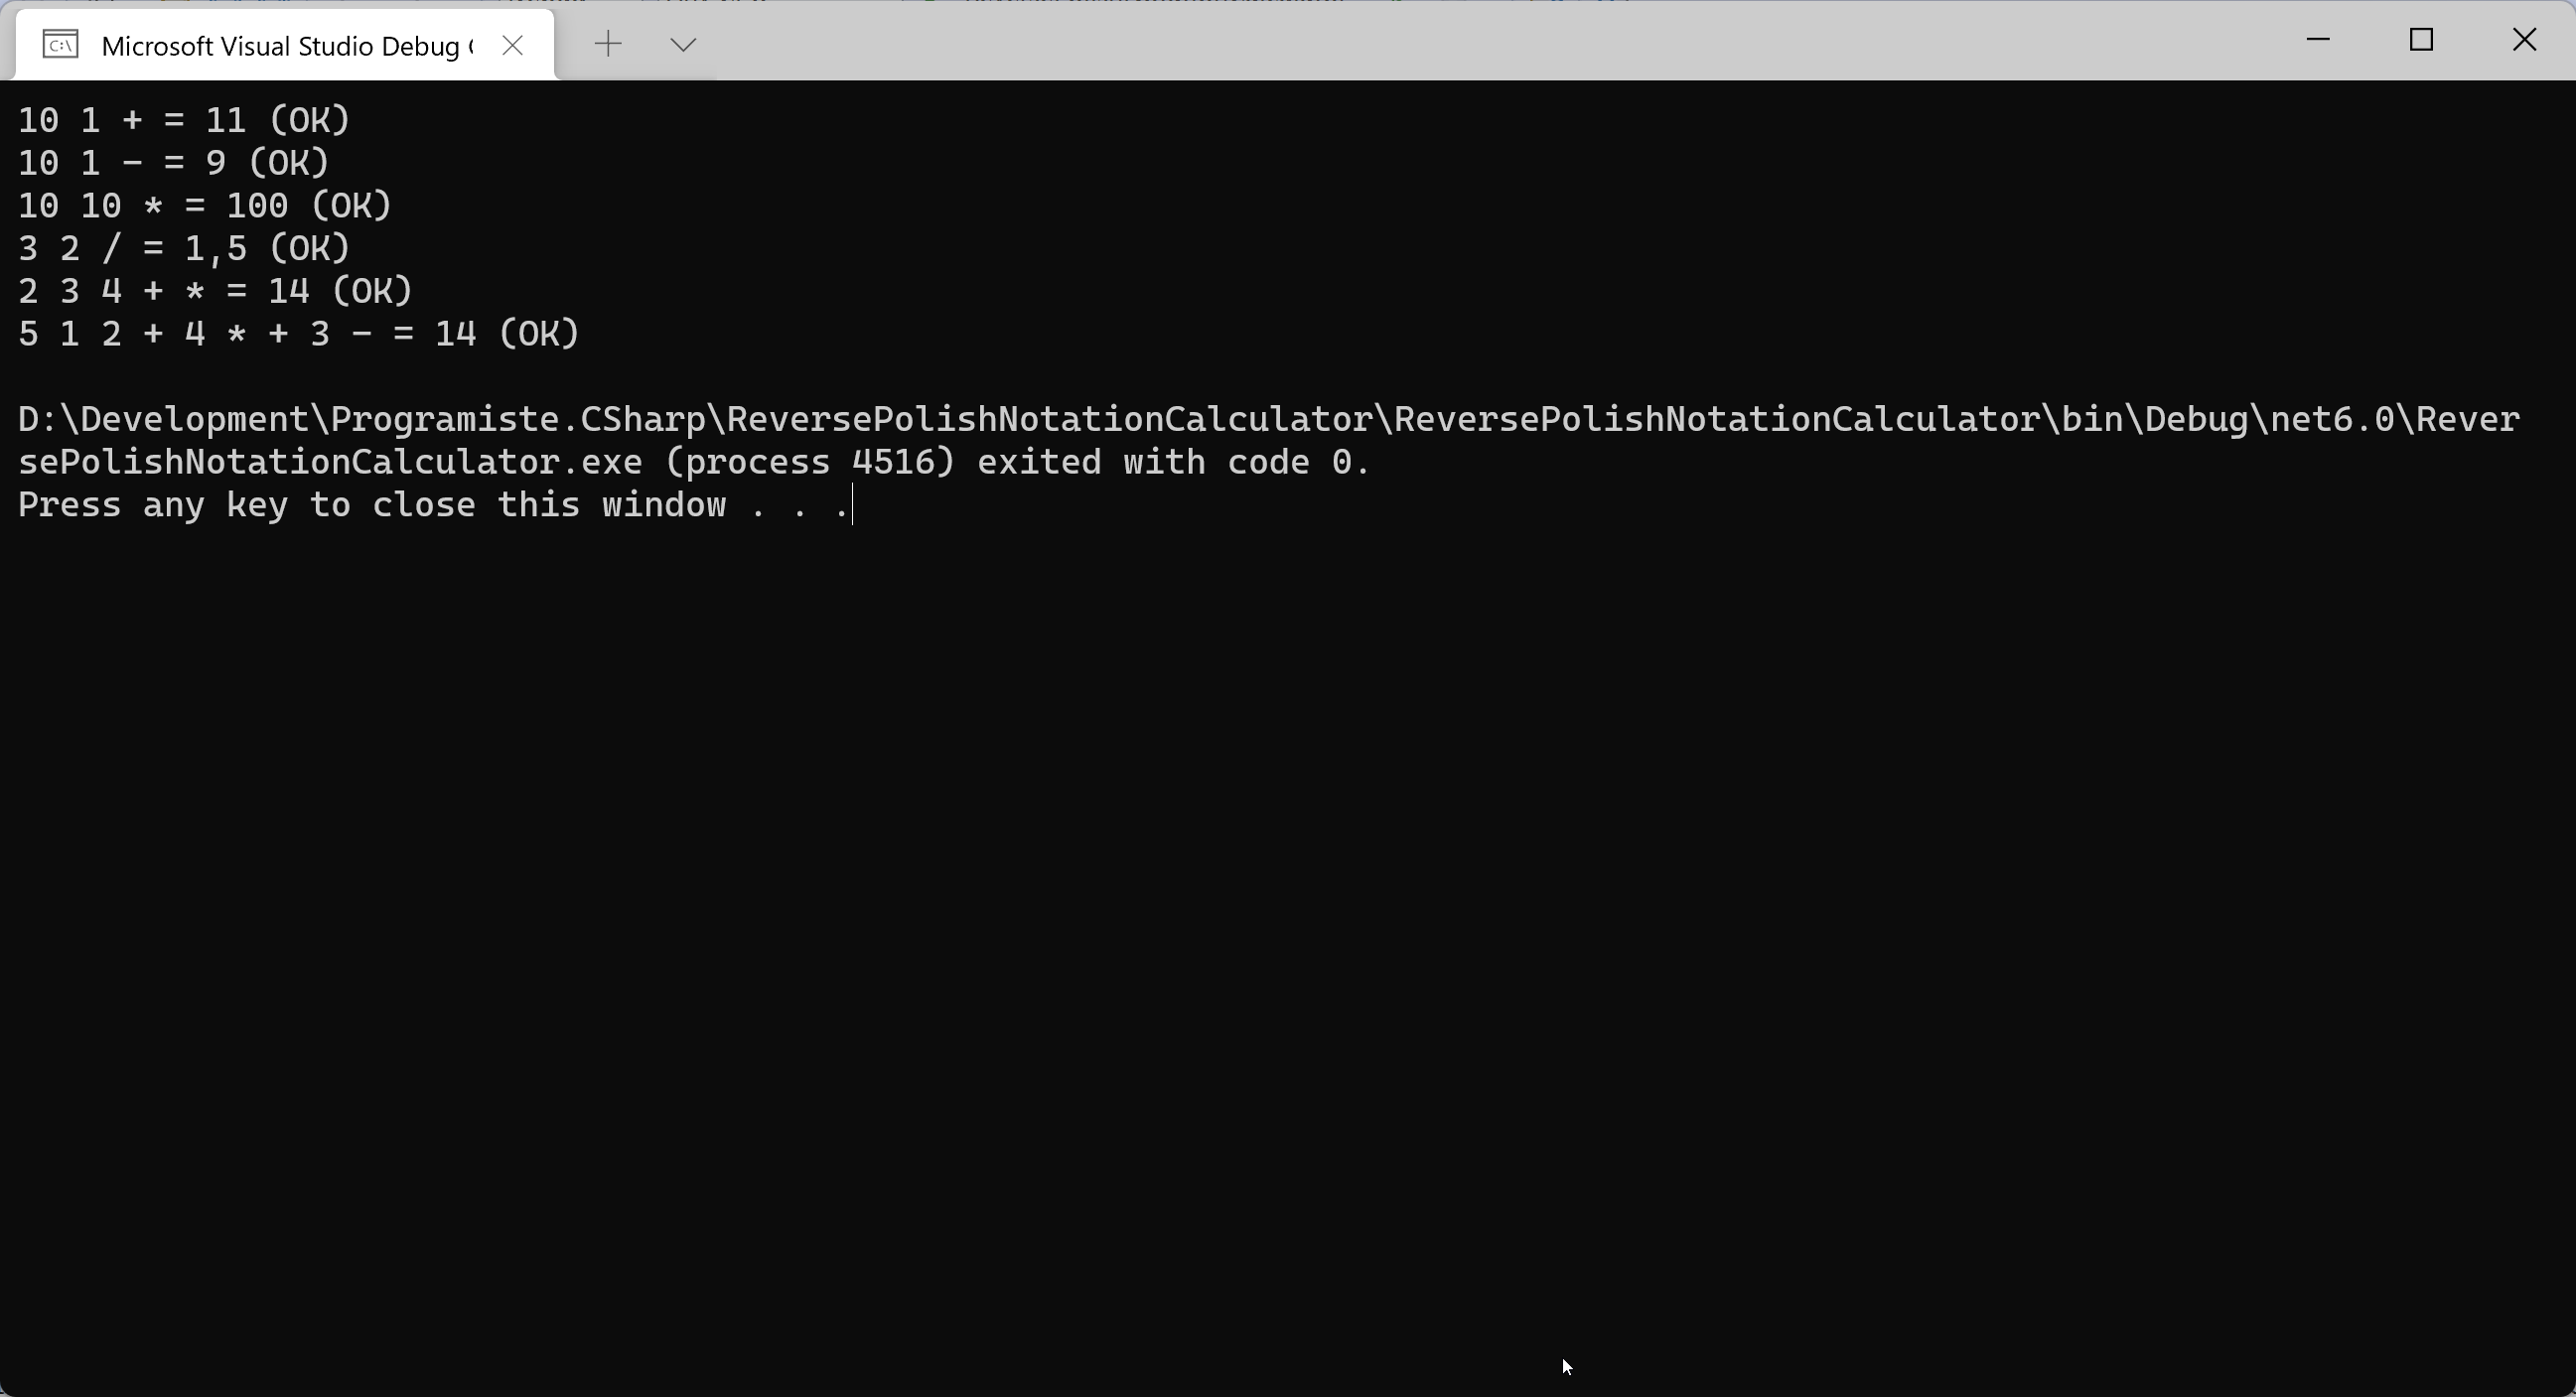 Microsoft Visual Studio Debug
10 1 + = 11 (OK)
10 1 - = 9 (OK)
10 10 * = 100 (OK)
3 2 / = 1,5 (OK)
2 3 4 + * = 14 (OK)
5 1 2 + 4 * + 3 - = 14 (OK)
D:\Development\Programiste.CSharp\ReversePolishNotationCalculator\ReversePolishNotationCalculator\bin\Debug\net6.0\Rever
sePolishNotationCalculator.exe (process 4516) exited with code 0.
Press any key to close this window . . .